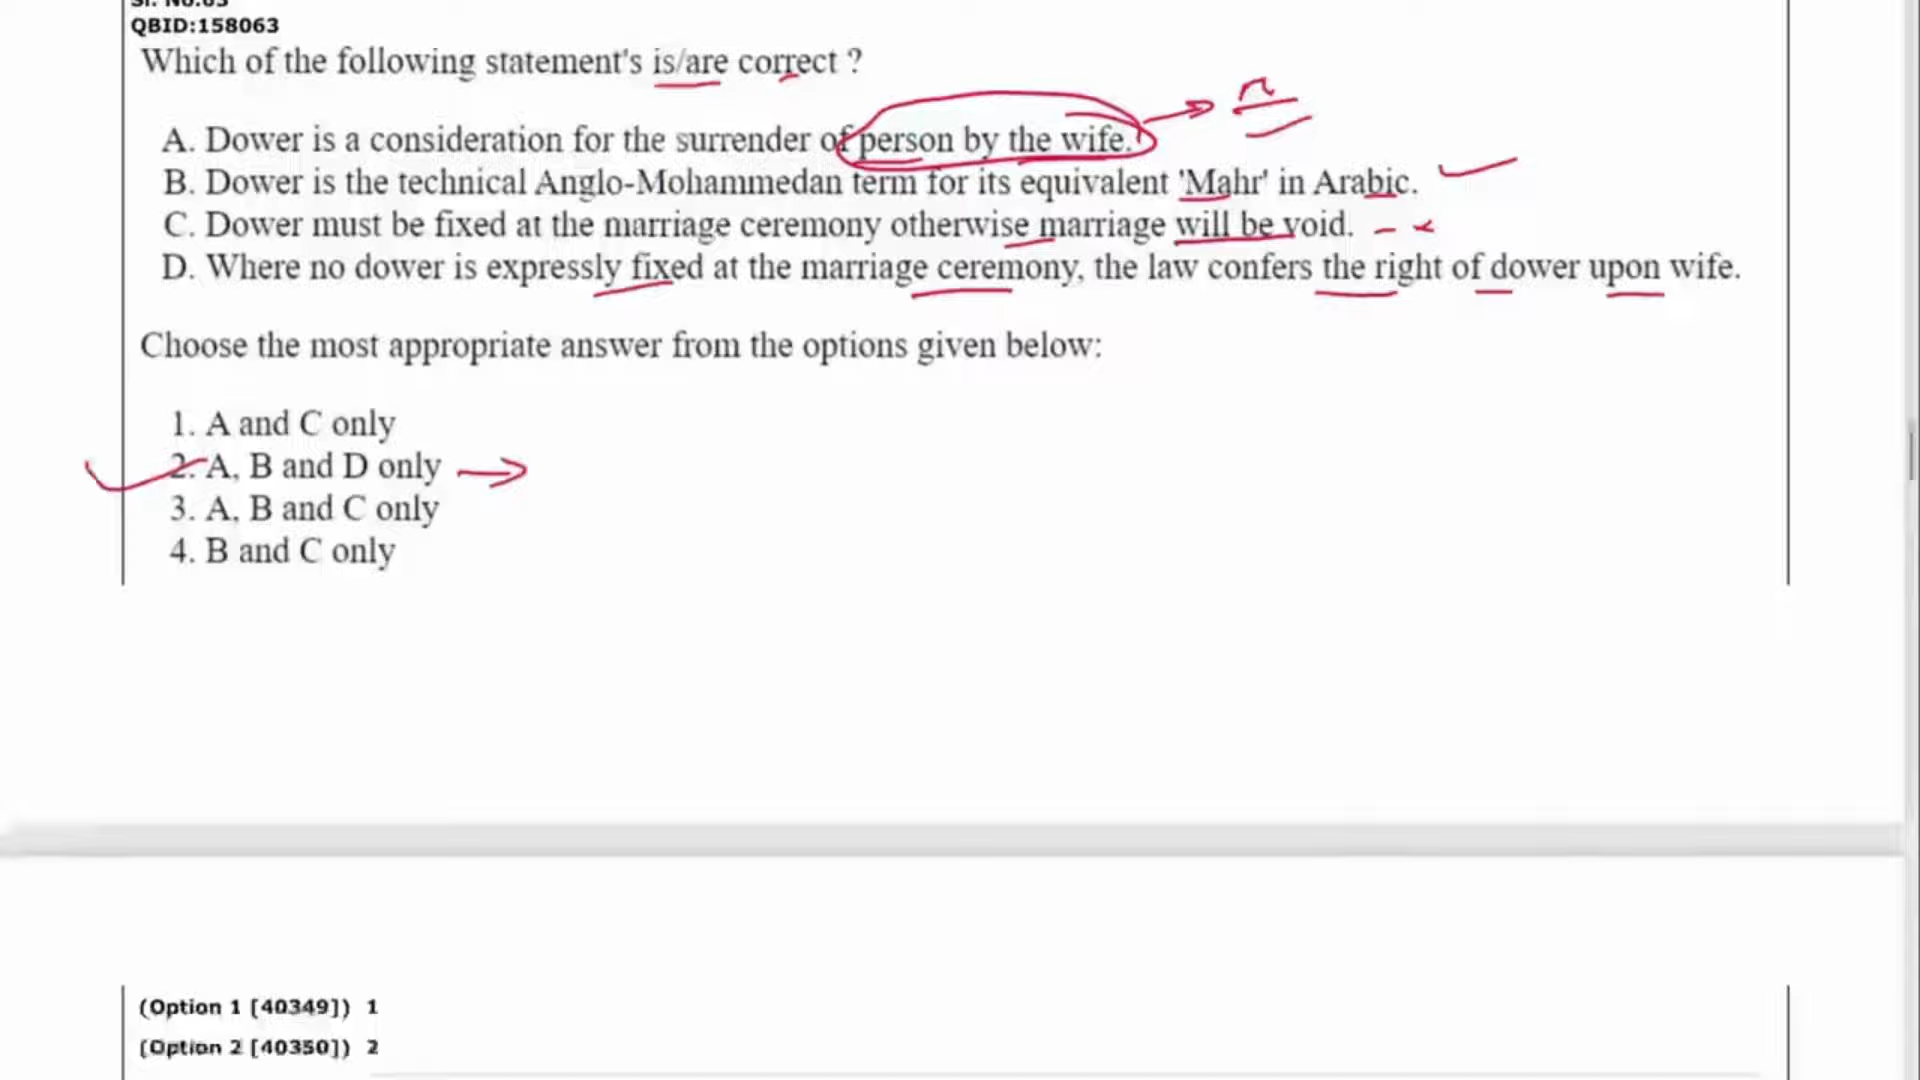 QBID:158063
Which of the following statement's is/are correct ?
A. Dower is a consideration for the surrender of person by the wife.
B. Dower is the technical Anglo-Mohammedan term for its equivalent 'Mahr' in Arabic.
C. Dower must be fixed at the marriage ceremony otherwise marriage will be void.
D. Where no dower is expressly fixed at the marriage ceremony, the law confers the right of dower upon wife.
Choose the most appropriate answer from the options given below:
1. A and C only
2. A, B and D only
3. A, B and C only
4. B and C only
(Option 1 [40349]) 1
(Option 2 [40350]) 2